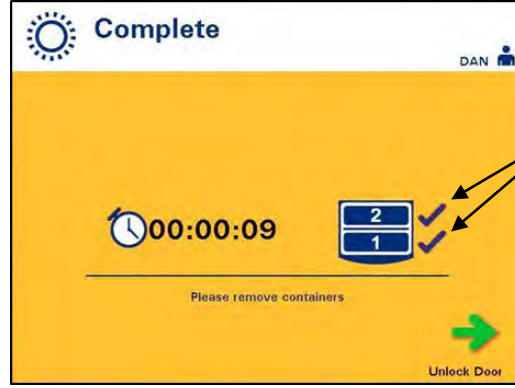 Complete
DAN
00:00:09
2
1
Please remove containers
Unlock Door